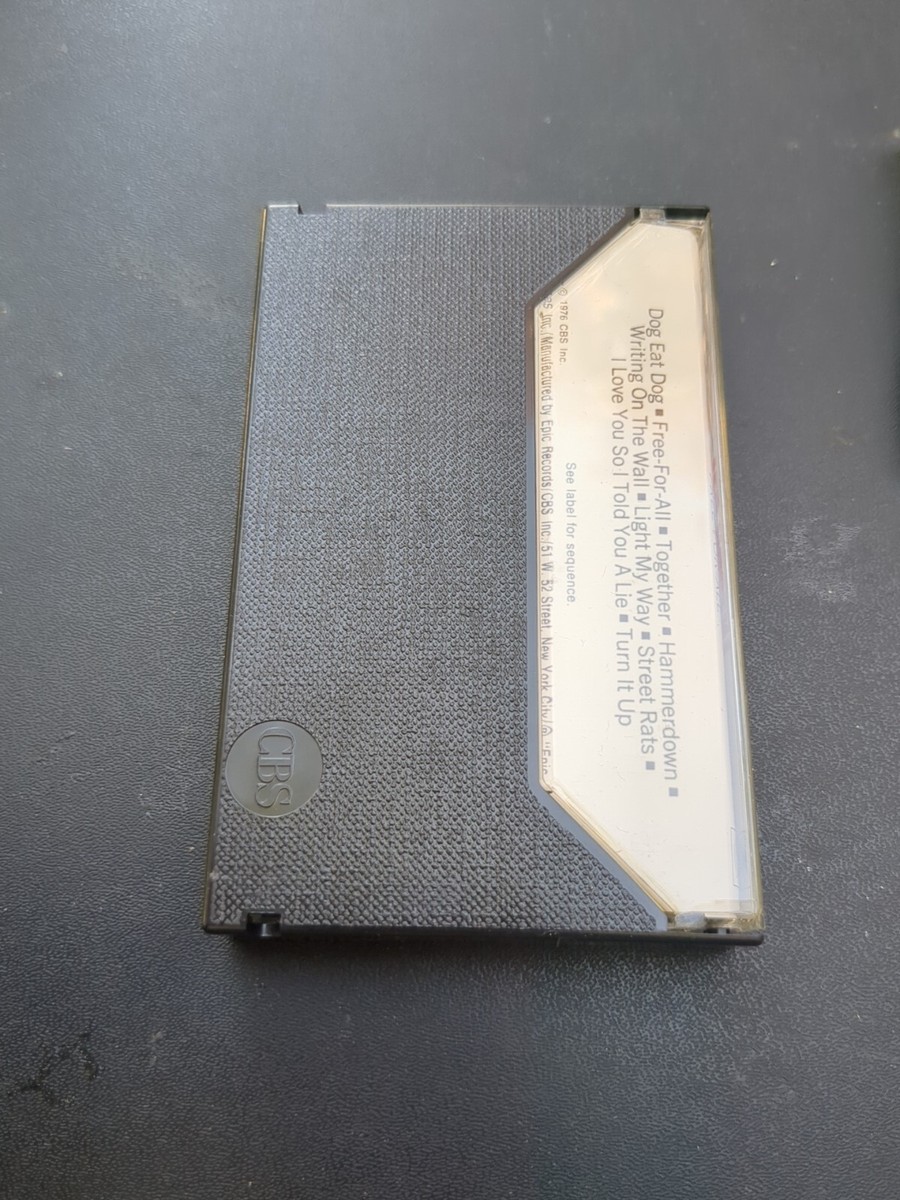 Dog Eat Dog ▪ Free-For-All ▪ Together ▪ Hammerdown ▪
Writing On The Wall ▪ Light My Way ▪ Street Rats ▪
I Love You So I Told You A Lie ▪ Turn It Up
See label for sequence.
© 1976 CBS Inc.
Inc./Manufactured by Epic Records/CBS Inc./51 W. 52 Street, New York City/® "Epic
CBS